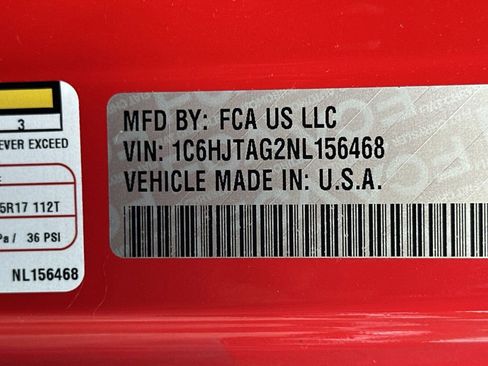 3
EVER EXCEED
5R17 112T
Pa / 36 PSI
NL156468
MFD BY: FCA US LLC
VIN: 1C6HJTAG2NL156468
VEHICLE MADE IN: U.S.A.